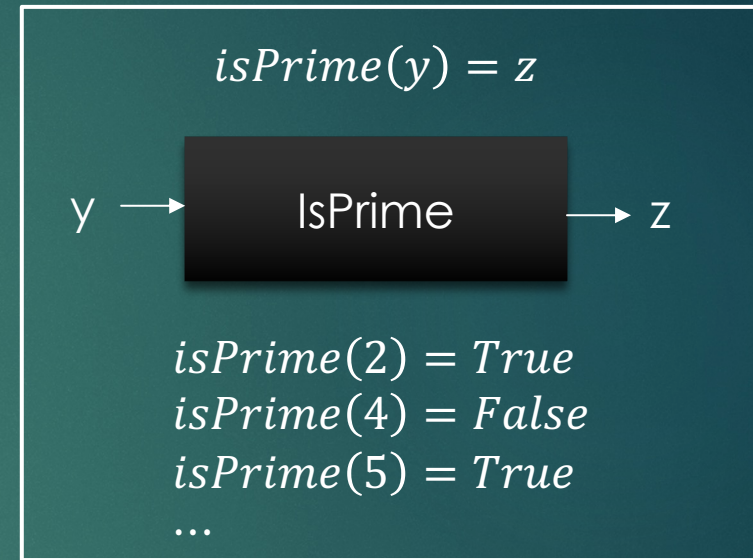 isPrime(y) = z
y IsPrime z
isPrime(2) = True
isPrime(4) = False
isPrime(5) = True
...